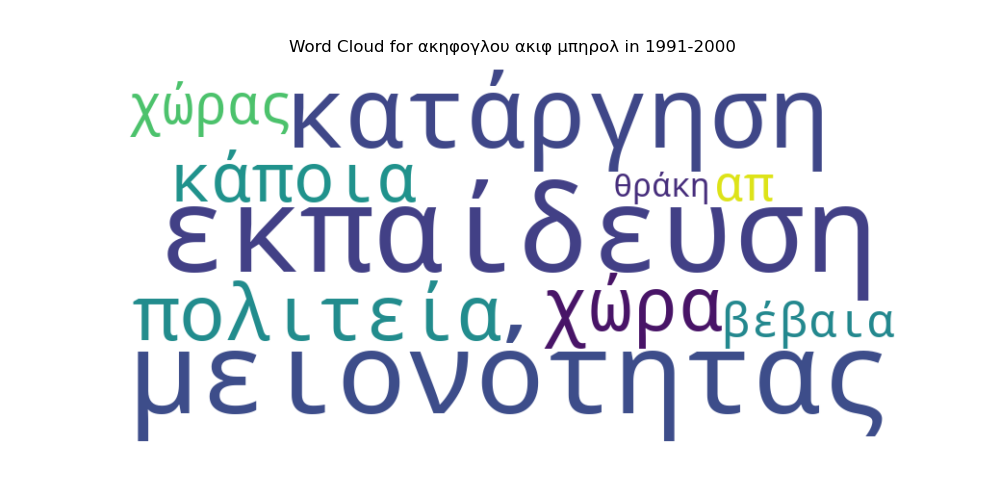 Word Cloud for ακηφογλου ακιφ μπηρολ in 1991-2000
χώρας κατάργηση
κάποια θράκη απ
εκπαίδευση
πολιτεία, χώρα βέβαια
μειονότητας